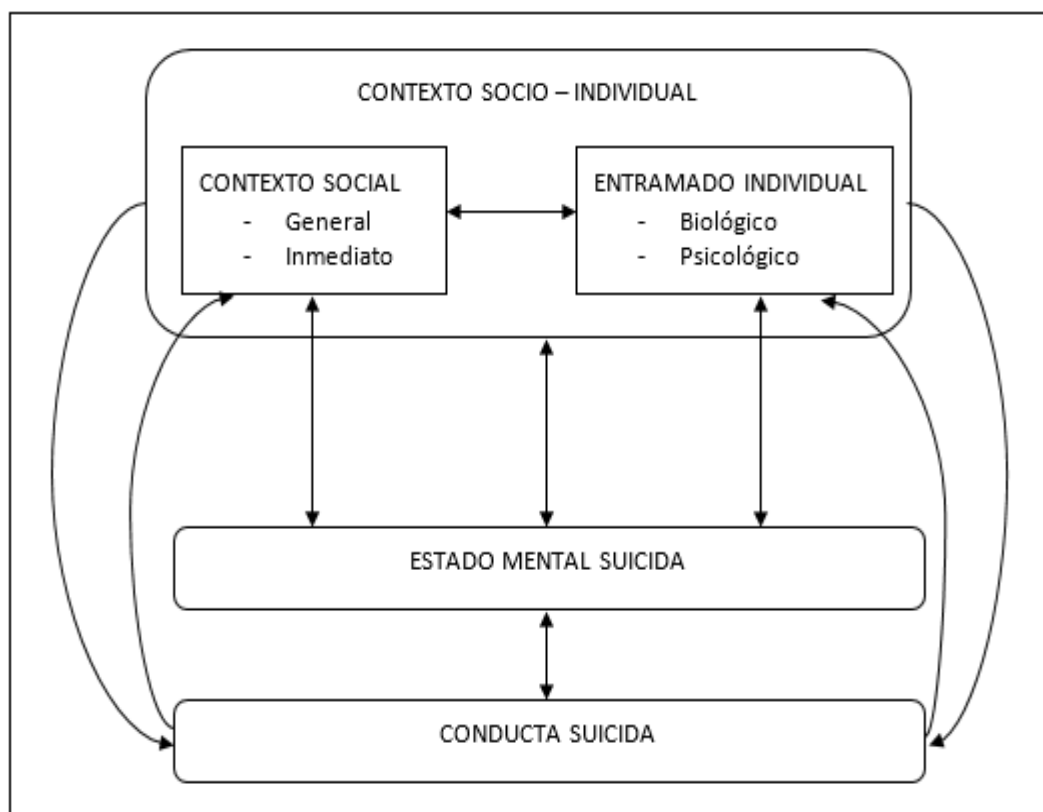 CONTEXTO SOCIO – INDIVIDUAL
CONTEXTO SOCIAL
- General
- Inmediato
ENTRAMADO INDIVIDUAL
- Biológico
- Psicológico
ESTADO MENTAL SUICIDA
CONDUCTA SUICIDA